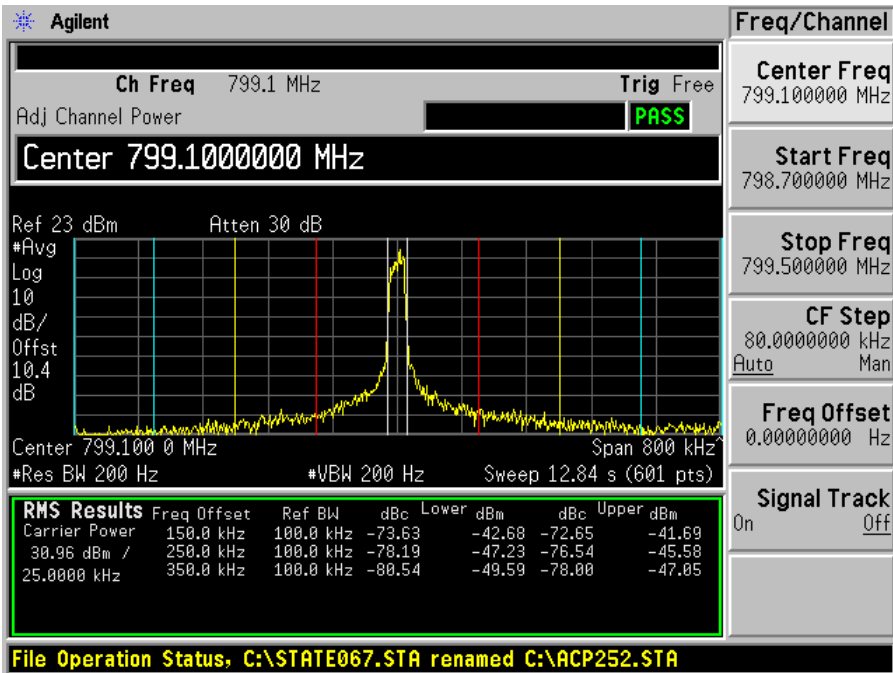 Agilent
Freq/Channel
Ch Freq 799.1 MHz Trig Free
Adj Channel Power PASS
Center 799.1000000 MHz
Ref 23 dBm Atten 30 dB
#Avg
Log
10
dB/
Offst
10.4
dB
Center 799.100 0 MHz Span 800 kHz^
#Res BW 200 Hz #VBW 200 Hz Sweep 12.84 s (601 pts)
RMS Results Freq Offset Ref BW dBc Lower dBm dBc Upper dBm
Carrier Power 150.0 kHz 100.0 kHz -73.63 -42.68 -72.65 -41.69
30.96 dBm / 250.0 kHz 100.0 kHz -78.19 -47.23 -76.54 -45.58
25.0000 kHz 350.0 kHz 100.0 kHz -80.54 -49.59 -78.00 -47.05
File Operation Status, C:\STATE067.STA renamed C:\ACP252.STA
Center Freq
799.100000 MHz
Start Freq
798.700000 MHz
Stop Freq
799.500000 MHz
CF Step
80.0000000 kHz
Auto Man
Freq Offset
0.00000000 Hz
Signal Track
On Off